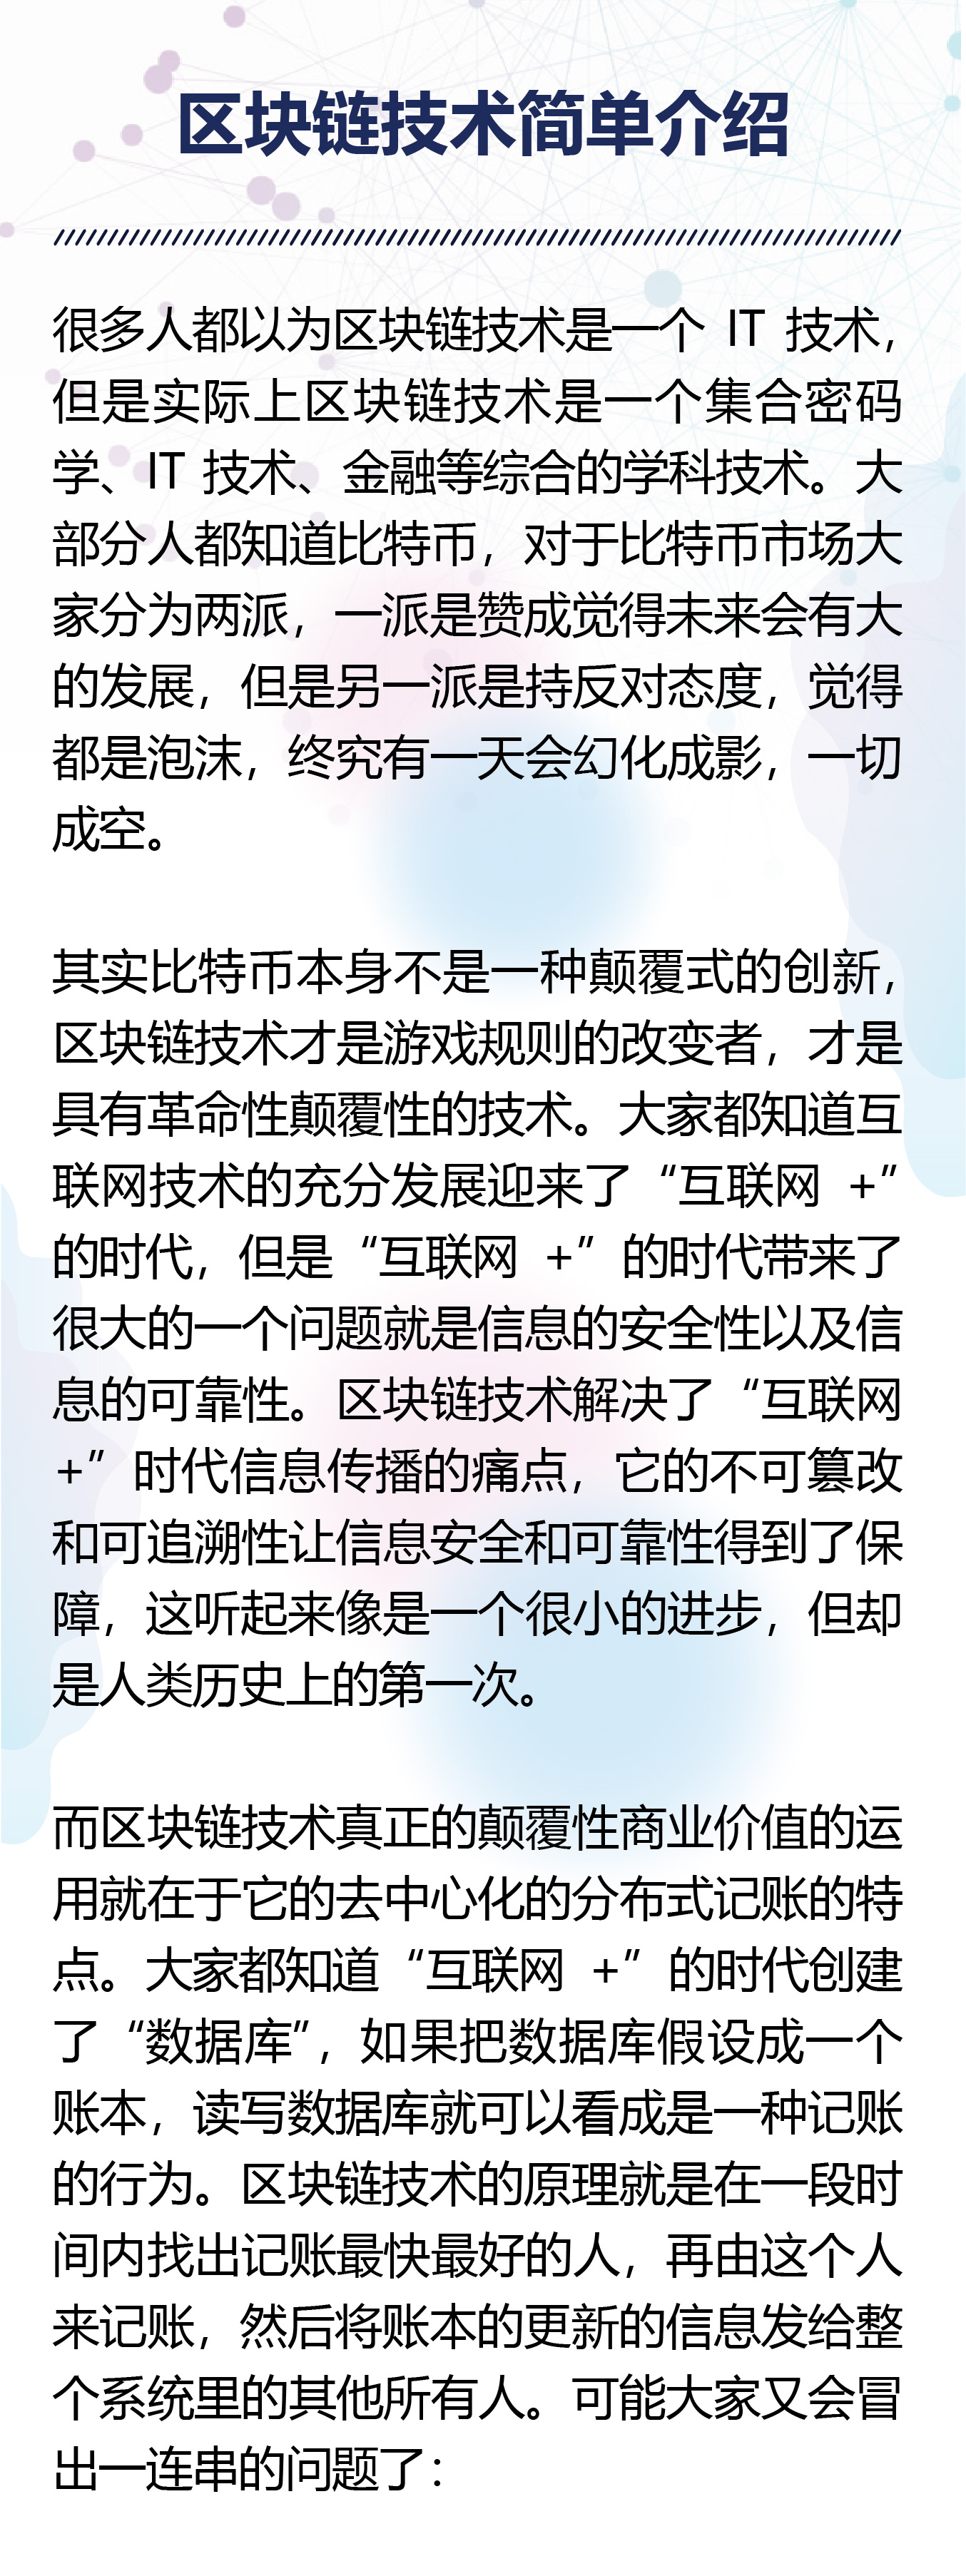 区块链技术简单介绍
很多人都以为区块链技术是一个 IT 技术，
但是实际上区块链技术是一个集合密码
学、IT 技术、金融等综合的学科技术。大
部分人都知道比特币，对于比特币市场大
家分为两派，一派是赞成觉得未来会有大
的发展，但是另一派是持反对态度，觉得
都是泡沫，终究有一天会幻化成影，一切
成空。
其实比特币本身不是一种颠覆式的创新，
区块链技术才是游戏规则的改变者，才是
具有革命性颠覆性的技术。大家都知道互
联网技术的充分发展迎来了“互联网 +”
的时代，但是“互联网 +”的时代带来了
很大的一个问题就是信息的安全性以及信
息的可靠性。区块链技术解决了“互联网
+”时代信息传播的痛点，它的不可篡改
和可追溯性让信息安全和可靠性得到了保
障，这听起来像是一个很小的进步，但却
是人类历史上的第一次。
而区块链技术真正的颠覆性商业价值的运
用就在于它的去中心化的分布式记账的特
点。大家都知道“互联网 +”的时代创建
了“数据库”，如果把数据库假设成一个
账本，读写数据库就可以看成是一种记账
的行为。区块链技术的原理就是在一段时
间内找出记账最快最好的人，再由这个人
来记账，然后将账本的更新的信息发给整
个系统里的其他所有人。可能大家又会冒
出一连串的问题了：